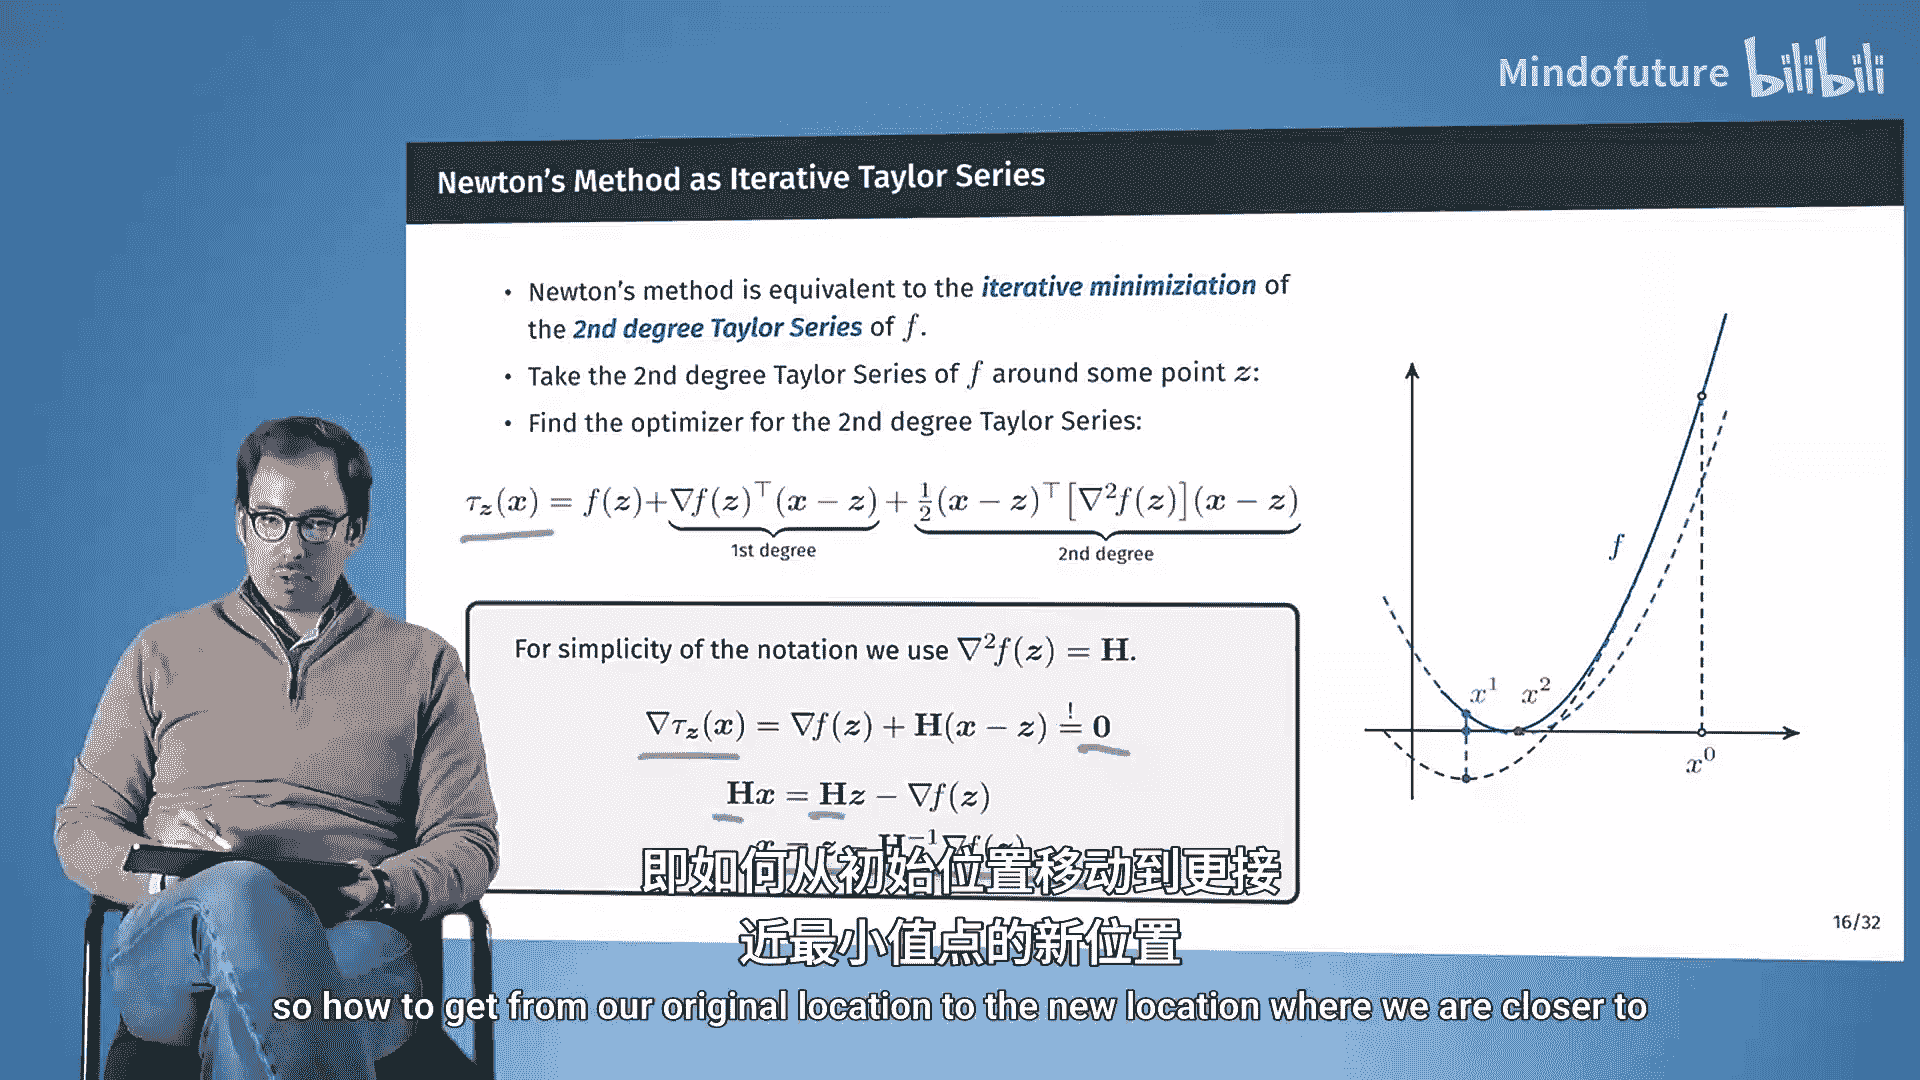 Mindofuture bilibili
Newton's Method as Iterative Taylor Series
• Newton's method is equivalent to the iterative minimiziation of
the 2nd degree Taylor Series of f.
• Take the 2nd degree Taylor Series of f around some point z:
• Find the optimizer for the 2nd degree Taylor Series:
τ_z(x) = f(z)+∇f(z)^⊤(x − z) + ½(x − z)^⊤[∇²f(z)](x − z)
1st degree 2nd degree
For simplicity of the notation we use ∇²f(z) = H.
∇τ_z(x) = ∇f(z) + H(x − z) =^! 0
Hx = Hz − ∇f(z)
x = z − H⁻¹∇f(z)
f
x¹ x²
x⁰
16/32
即如何从初始位置移动到更接
近最小值点的新位置
so how to get from our original location to the new location where we are closer to